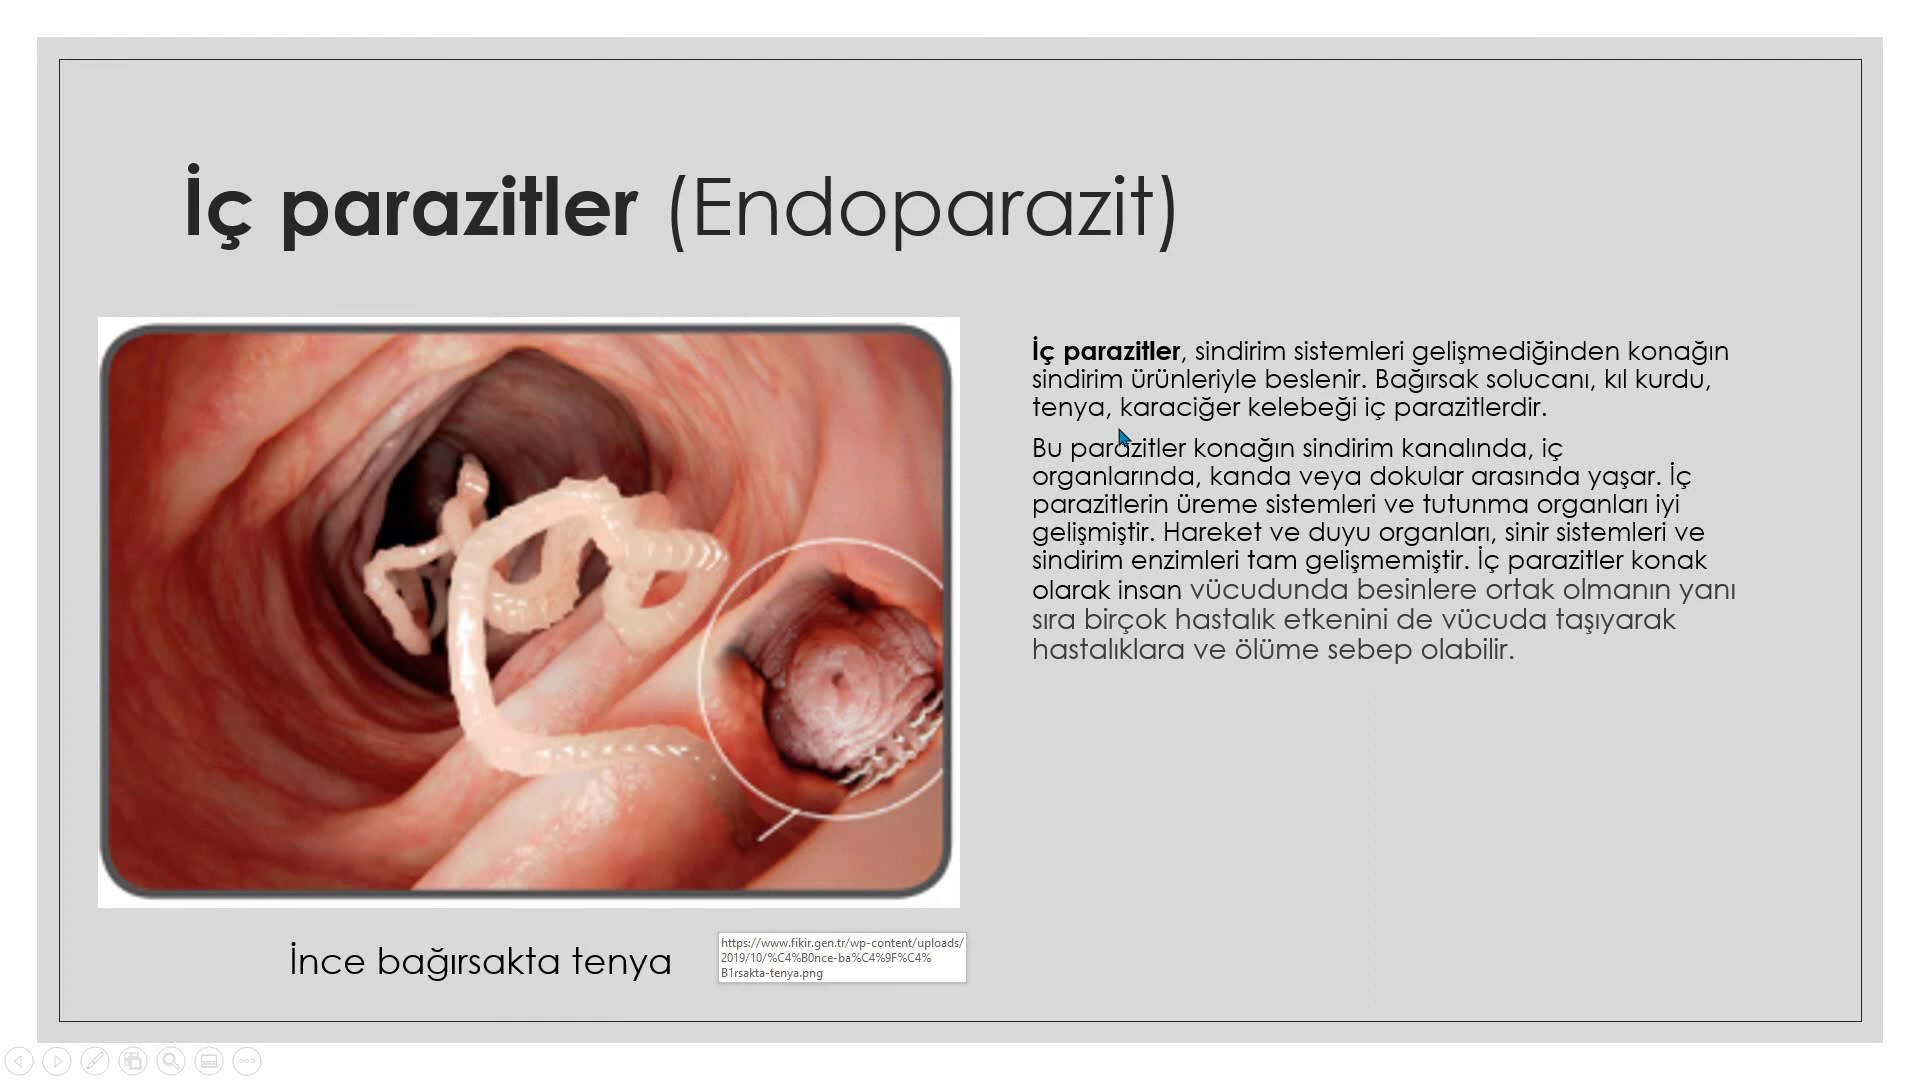 İç parazitler (Endoparazit)
İç parazitler, sindirim sistemleri gelişmediğinden konağın
sindirim ürünleriyle beslenir. Bağırsak solucanı, kıl kurdu,
tenya, karaciğer kelebeği iç parazitlerdir.
Bu parazitler konağın sindirim kanalında, iç
organlarında, kanda veya dokular arasında yaşar. İç
parazitlerin üreme sistemleri ve tutunma organları iyi
gelişmiştir. Hareket ve duyu organları, sinir sistemleri ve
sindirim enzimleri tam gelişmemiştir. İç parazitler konak
olarak insan vücudunda besinlere ortak olmanın yanı
sıra birçok hastalık etkenini de vücuda taşıyarak
hastalıklara ve ölüme sebep olabilir.
İnce bağırsakta tenya
https://www.fikir.gen.tr/wp-content/uploads/
2019/10/%C4%B0nce-ba%C4%9F%C4%
B1rsakta-tenya.png